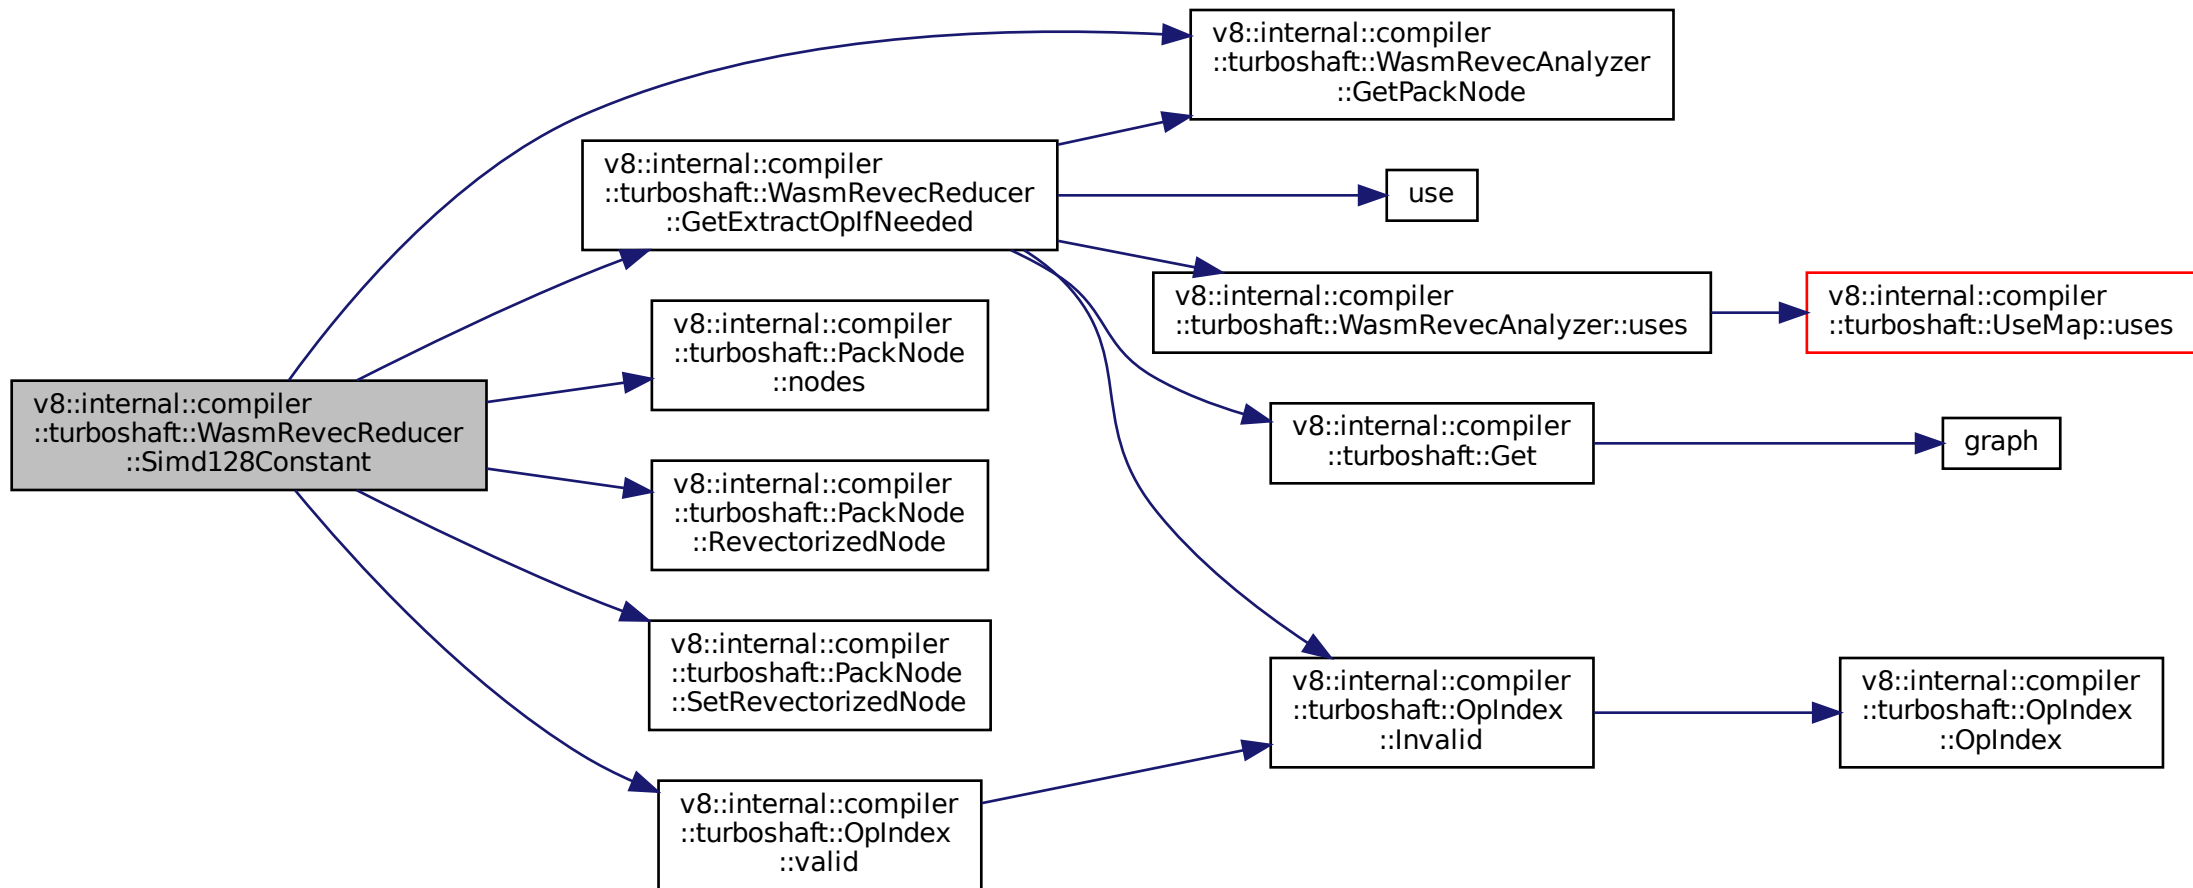 v8::internal::compiler
::turboshaft::WasmRevecReducer
::Simd128Constant
v8::internal::compiler
::turboshaft::WasmRevecAnalyzer
::GetPackNode
v8::internal::compiler
::turboshaft::WasmRevecReducer
::GetExtractOpIfNeeded
use
v8::internal::compiler
::turboshaft::WasmRevecAnalyzer::uses
v8::internal::compiler
::turboshaft::UseMap::uses
v8::internal::compiler
::turboshaft::PackNode
::nodes
v8::internal::compiler
::turboshaft::Get
graph
v8::internal::compiler
::turboshaft::PackNode
::RevectorizedNode
v8::internal::compiler
::turboshaft::PackNode
::SetRevectorizedNode
v8::internal::compiler
::turboshaft::OpIndex
::Invalid
v8::internal::compiler
::turboshaft::OpIndex
::OpIndex
v8::internal::compiler
::turboshaft::OpIndex
::valid